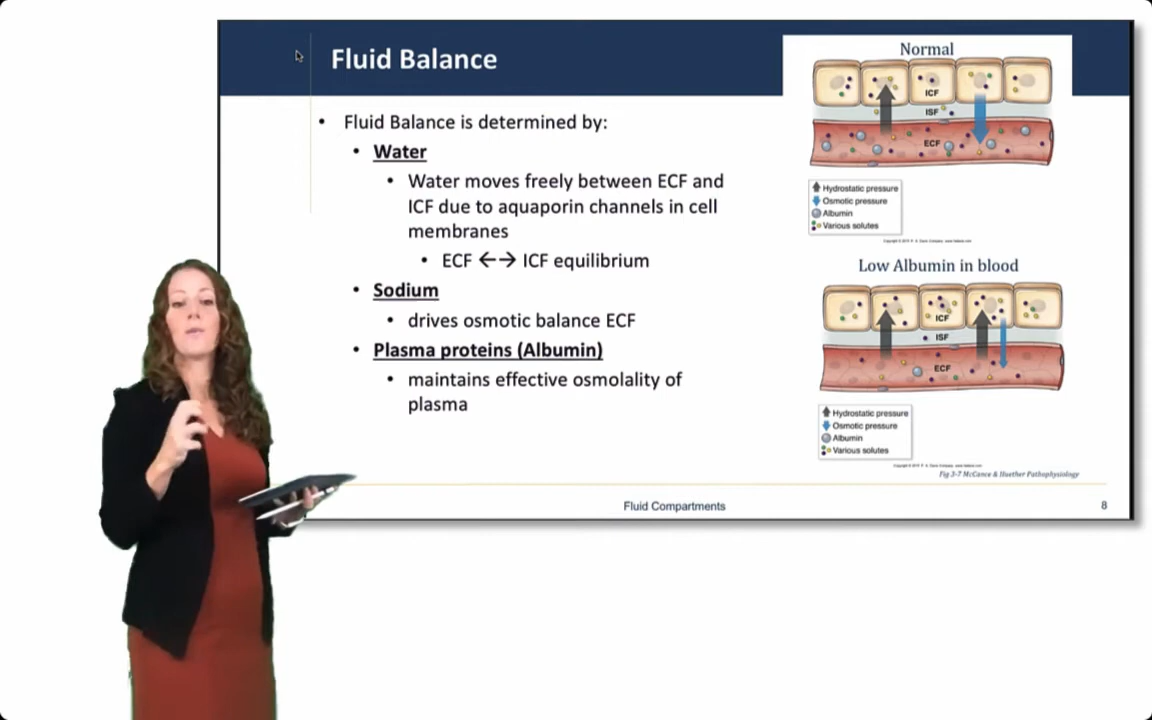 Fluid Balance
• Fluid Balance is determined by:
• Water
• Water moves freely between ECF and
ICF due to aquaporin channels in cell
membranes
• ECF ←→ ICF equilibrium
• Sodium
• drives osmotic balance ECF
• Plasma proteins (Albumin)
• maintains effective osmolality of
plasma
Normal
ICF
ISF
ECF
Hydrostatic pressure
Osmotic pressure
Albumin
Various solutes
Low Albumin in blood
ICF
ISF
ECF
Hydrostatic pressure
Osmotic pressure
Albumin
Various solutes
Fig 3-7 McCance & Huether Pathophysiology
Fluid Compartments
8